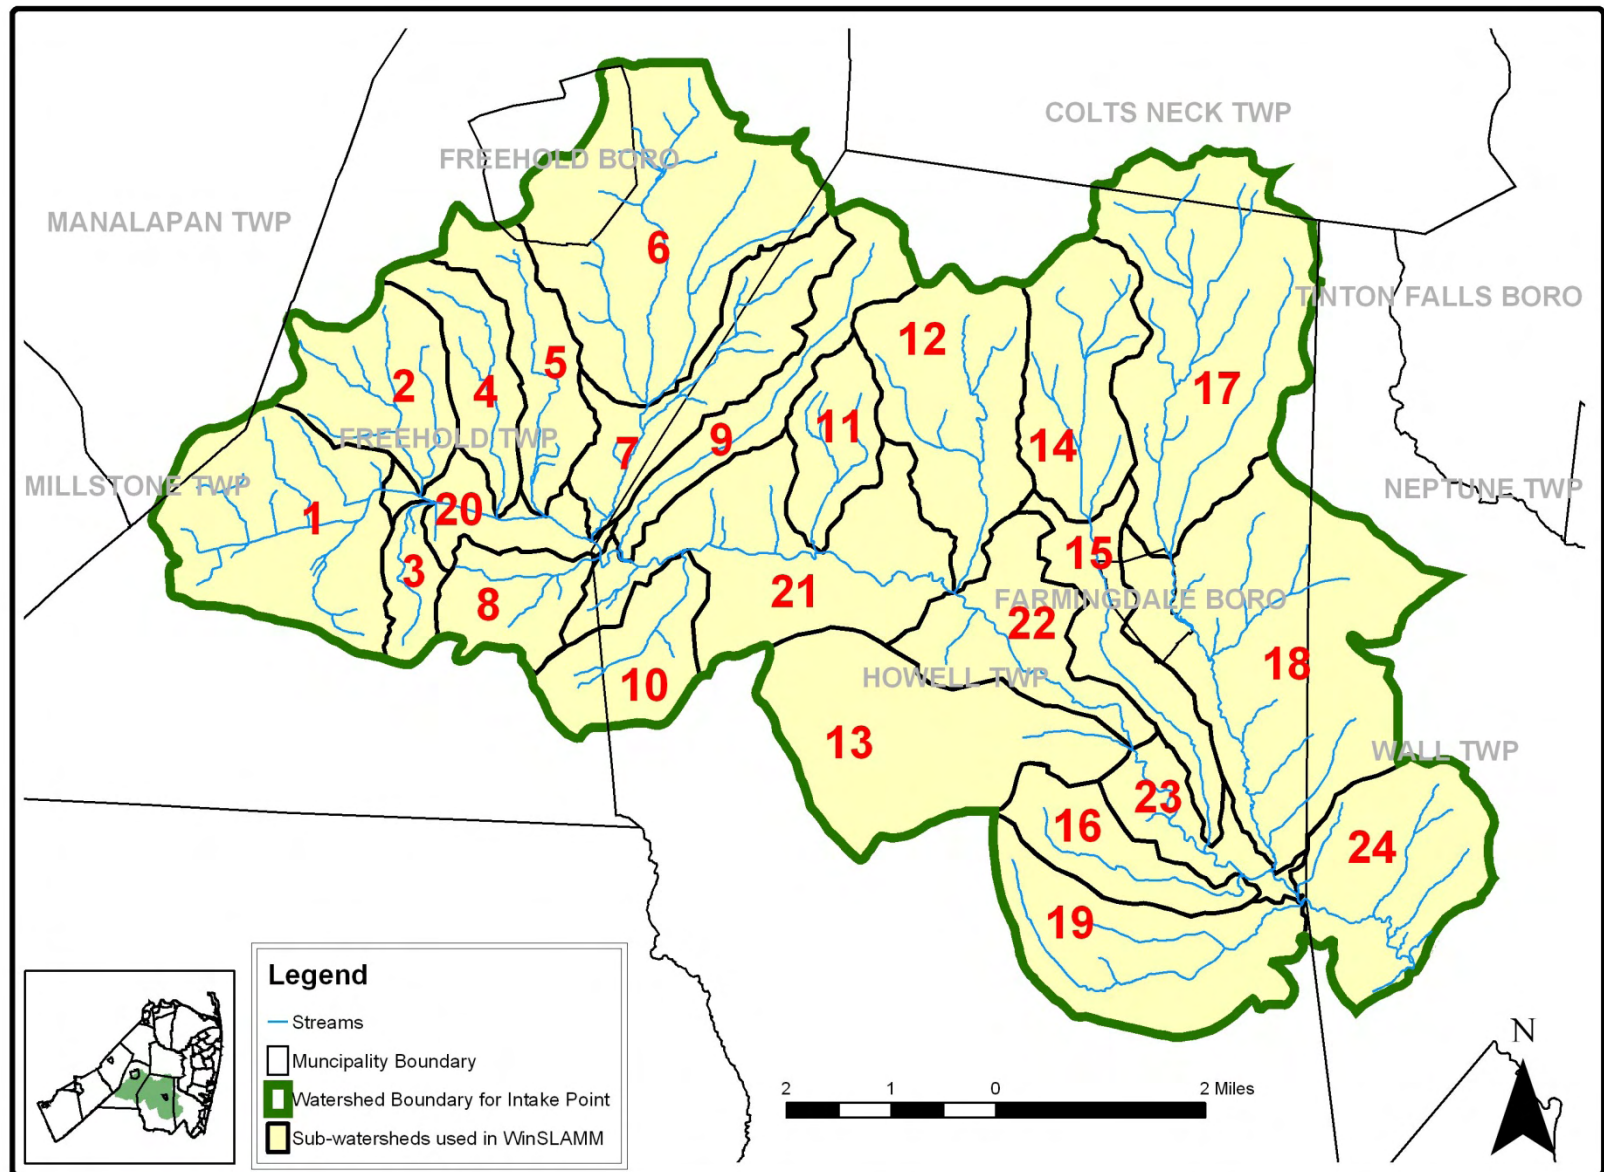 COLTS NECK TWP
FREEHOLD BORO
MANALAPAN TWP
6
TINTON FALLS BORO
12
5
2
4
17
11
9
14
FREEHOLD TWP
7
MILLSTONE TWP
NEPTUNE TWP
20
1
15
3
21
8
FARMINGDALE BORO
22
18
HOWELL TWP
10
13
WALL TWP
23
16
24
19
Legend
Streams
Muncipality Boundary
Watershed Boundary for Intake Point
Sub-watersheds used in WinSLAMM
2 1 0 2 Miles
N